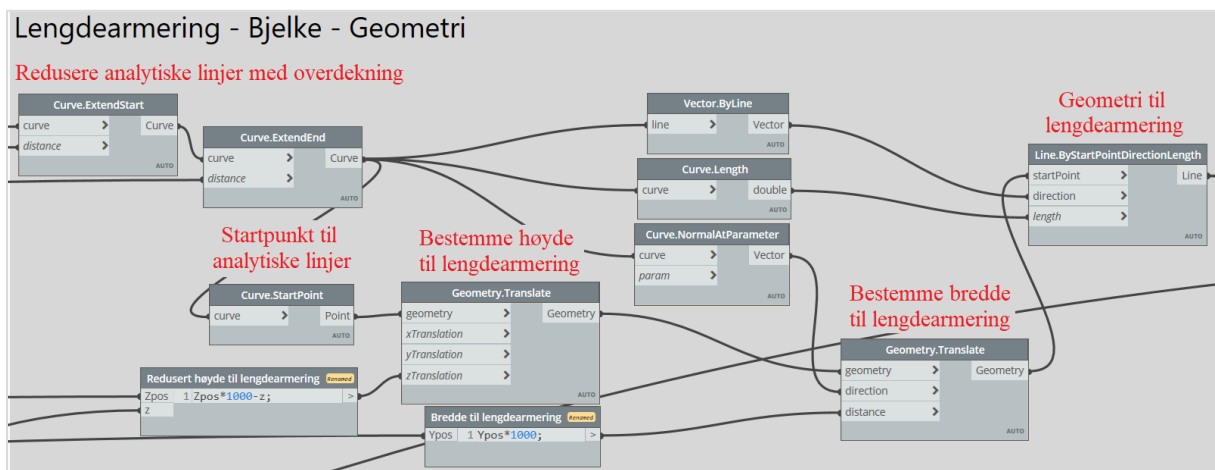 Lengdearmering - Bjelke - Geometri
Redusere analytiske linjer med overdekning
Curve.ExtendStart
curve > Curve
distance >
AUTO
Curve.ExtendEnd
curve > Curve
distance >
AUTO
Vector.ByLine
line > Vector
AUTO
Curve.Length
curve > double
AUTO
Curve.NormalAtParameter
curve > Vector
param >
AUTO
Geometri til
lengdearmering
Line.ByStartPointDirectionLength
startPoint > Line
direction >
length >
AUTO
Startpunkt til
analytiske linjer
Curve.StartPoint
curve > Point
AUTO
Bestemme høyde
til lengdearmering
Geometry.Translate
geometry > Geometry
xTranslation >
yTranslation >
zTranslation >
AUTO
Bestemme bredde
til lengdearmering
Geometry.Translate
geometry > Geometry
direction >
distance >
AUTO
Redusert høyde til lengdearmering Renamed
Zpos 1 Zpos*1000-z; >
z
Bredde til lengdearmering Renamed
Ypos 1 Ypos*1000; >